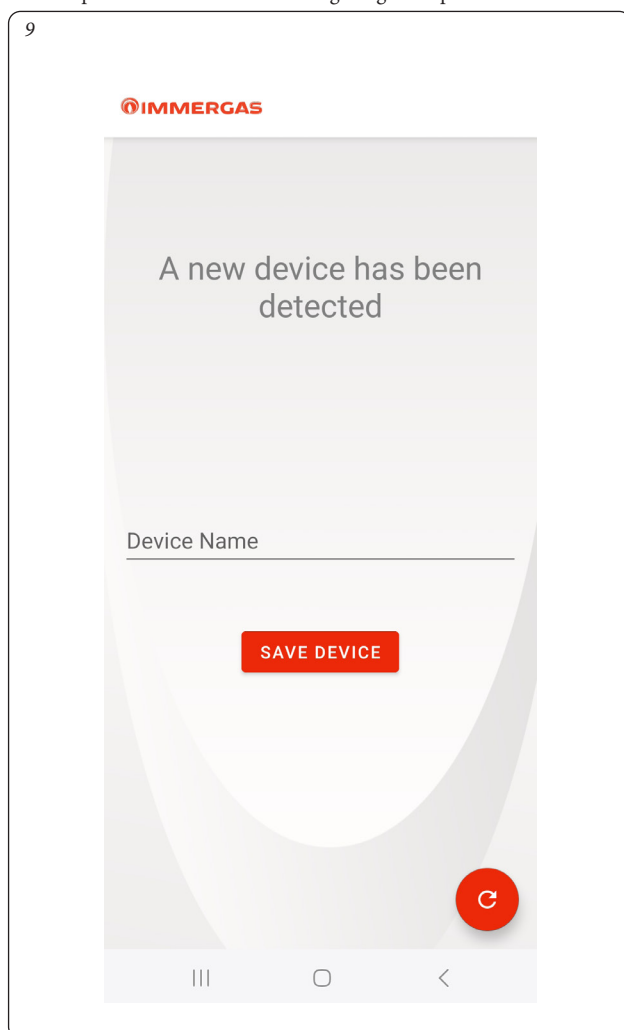 9
IMMERGAS
A new device has been
detected
Device Name
SAVE DEVICE